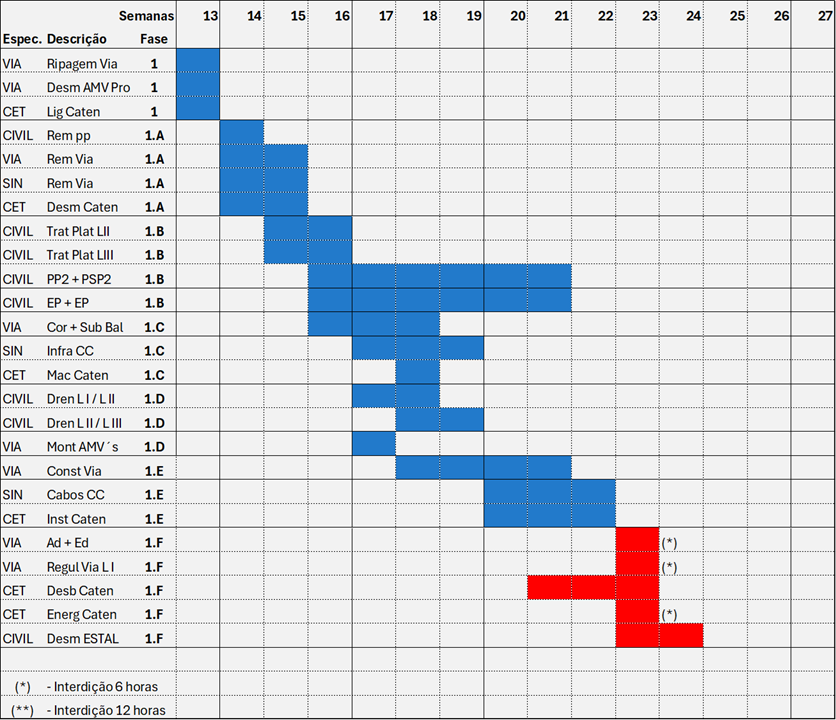 Semanas 13 14 15 16 17 18 19 20 21 22 23 24 25 26 27
Espec. Descrição Fase
VIA Ripagem Via 1
VIA Desm AMV Pro 1
CET Lig Caten 1
CIVIL Rem pp 1.A
VIA Rem Via 1.A
SIN Rem Via 1.A
CET Desm Caten 1.A
CIVIL Trat Plat LII 1.B
CIVIL Trat Plat LIII 1.B
CIVIL PP2 + PSP2 1.B
CIVIL EP + EP 1.B
VIA Cor + Sub Bal 1.C
SIN Infra CC 1.C
CET Mac Caten 1.C
CIVIL Dren L I / L II 1.D
CIVIL Dren L II / L III 1.D
VIA Mont AMV´s 1.D
VIA Const Via 1.E
SIN Cabos CC 1.E
CET Inst Caten 1.E
VIA Ad + Ed 1.F (*)
VIA Regul Via L I 1.F (*)
CET Desb Caten 1.F
CET Energ Caten 1.F (*)
CIVIL Desm ESTAL 1.F
(*) - Interdição 6 horas
(**) - Interdição 12 horas